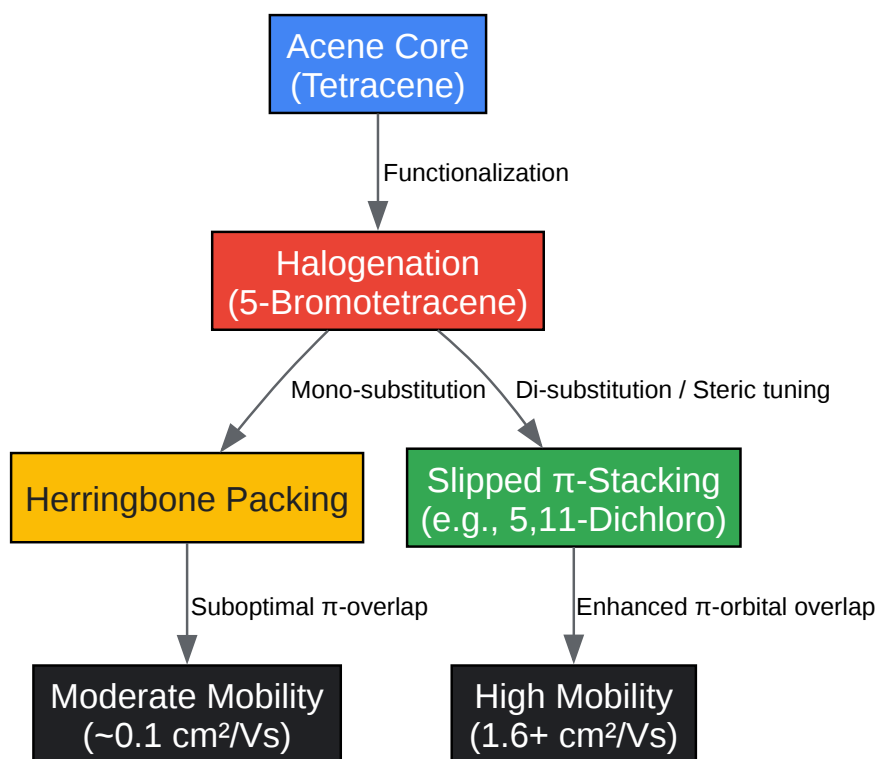 Acene Core
(Tetracene)
Functionalization
Halogenation
(5-Bromotetracene)
Mono-substitution
Di-substitution / Steric tuning
Herringbone Packing
Slipped π-Stacking
(e.g., 5,11-Dichloro)
Suboptimal π-overlap
Enhanced π-orbital overlap
Moderate Mobility
(~0.1 cm²/Vs)
High Mobility
(1.6+ cm²/Vs)